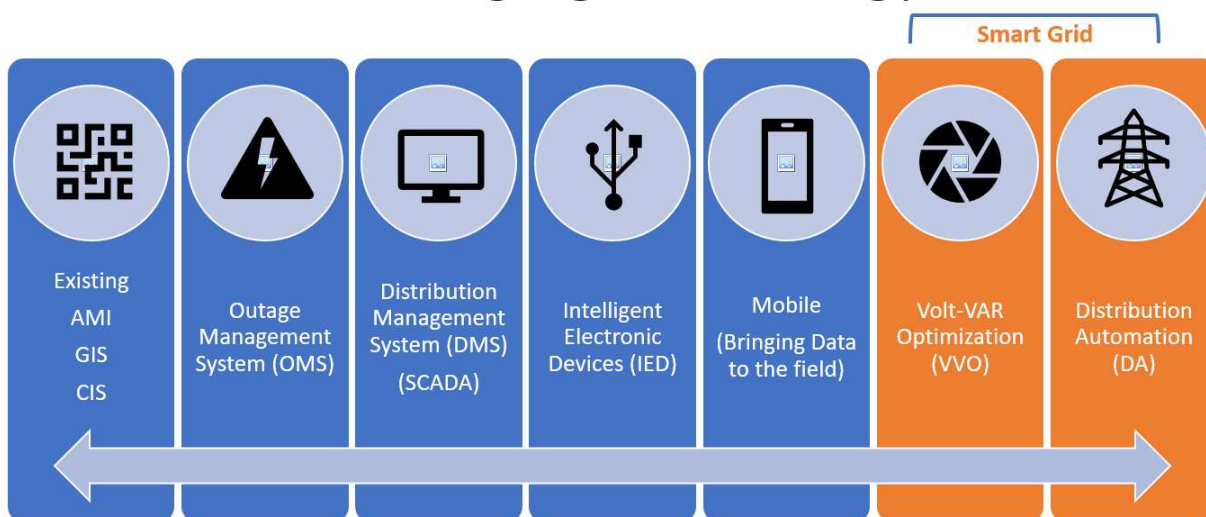 Smart Grid
Existing
AMI
GIS
CIS
Outage
Management
System (OMS)
Distribution
Management
System (DMS)
(SCADA)
Intelligent
Electronic
Devices (IED)
Mobile
(Bringing Data
to the field)
Volt-VAR
Optimization
(VVO)
Distribution
Automation
(DA)